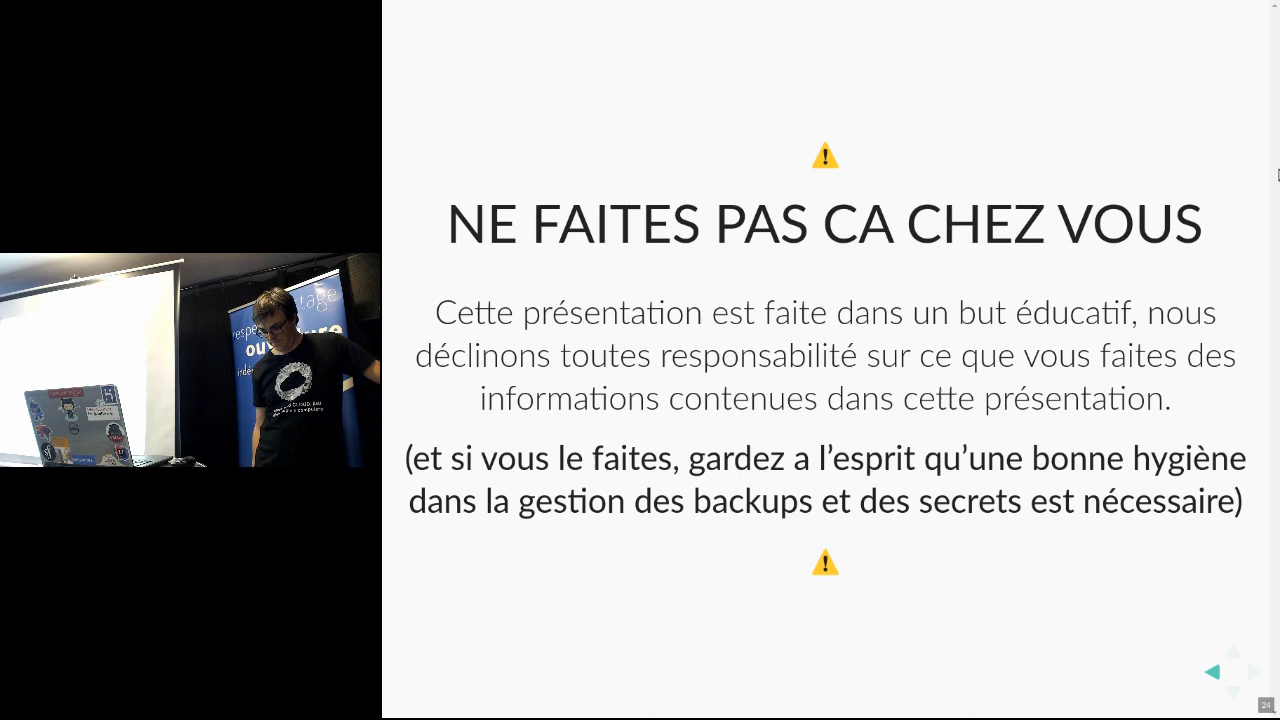 ⚠
NE FAITES PAS CA CHEZ VOUS
Cette présentation est faite dans un but éducatif, nous
déclinons toutes responsabilité sur ce que vous faites des
informations contenues dans cette présentation.
(et si vous le faites, gardez a l’esprit qu’une bonne hygiène
dans la gestion des backups et des secrets est nécessaire)
⚠
24